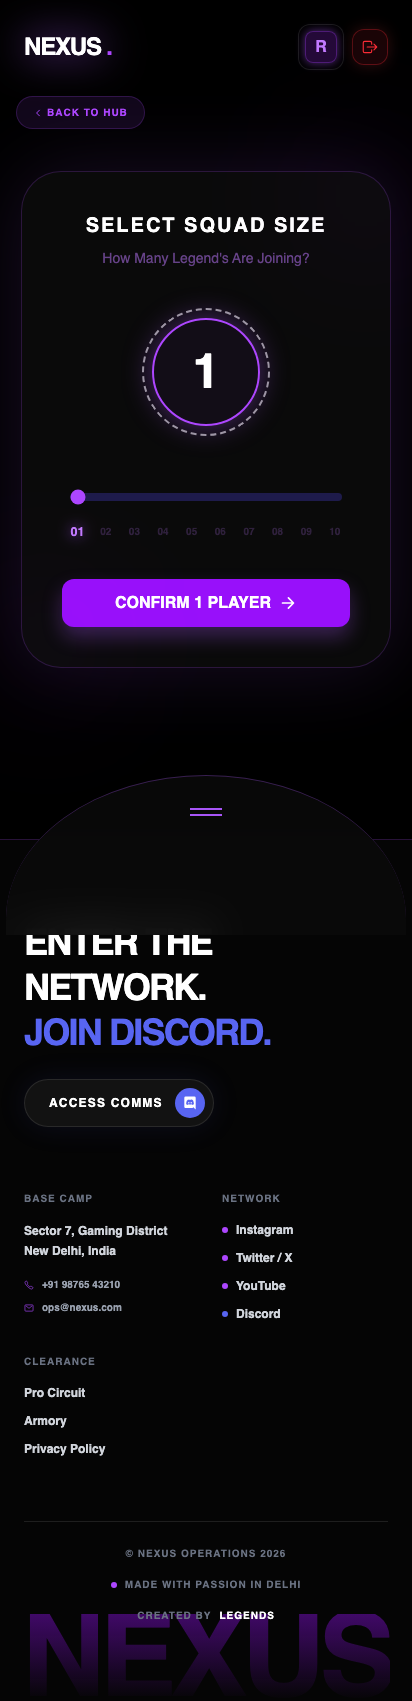 NEXUS.
R
BACK TO HUB
SELECT SQUAD SIZE
How Many Legend's Are Joining?
1
01 02 03 04 05 06 07 08 09 10
CONFIRM 1 PLAYER
ENTER THE
NETWORK.
JOIN DISCORD.
ACCESS COMMS
BASE CAMP
Sector 7, Gaming District
New Delhi, India
+91 98765 43210
ops@nexus.com
NETWORK
Instagram
Twitter / X
YouTube
Discord
CLEARANCE
Pro Circuit
Armory
Privacy Policy
© NEXUS OPERATIONS 2026
MADE WITH PASSION IN DELHI
CREATED BY LEGENDS
NEXUS